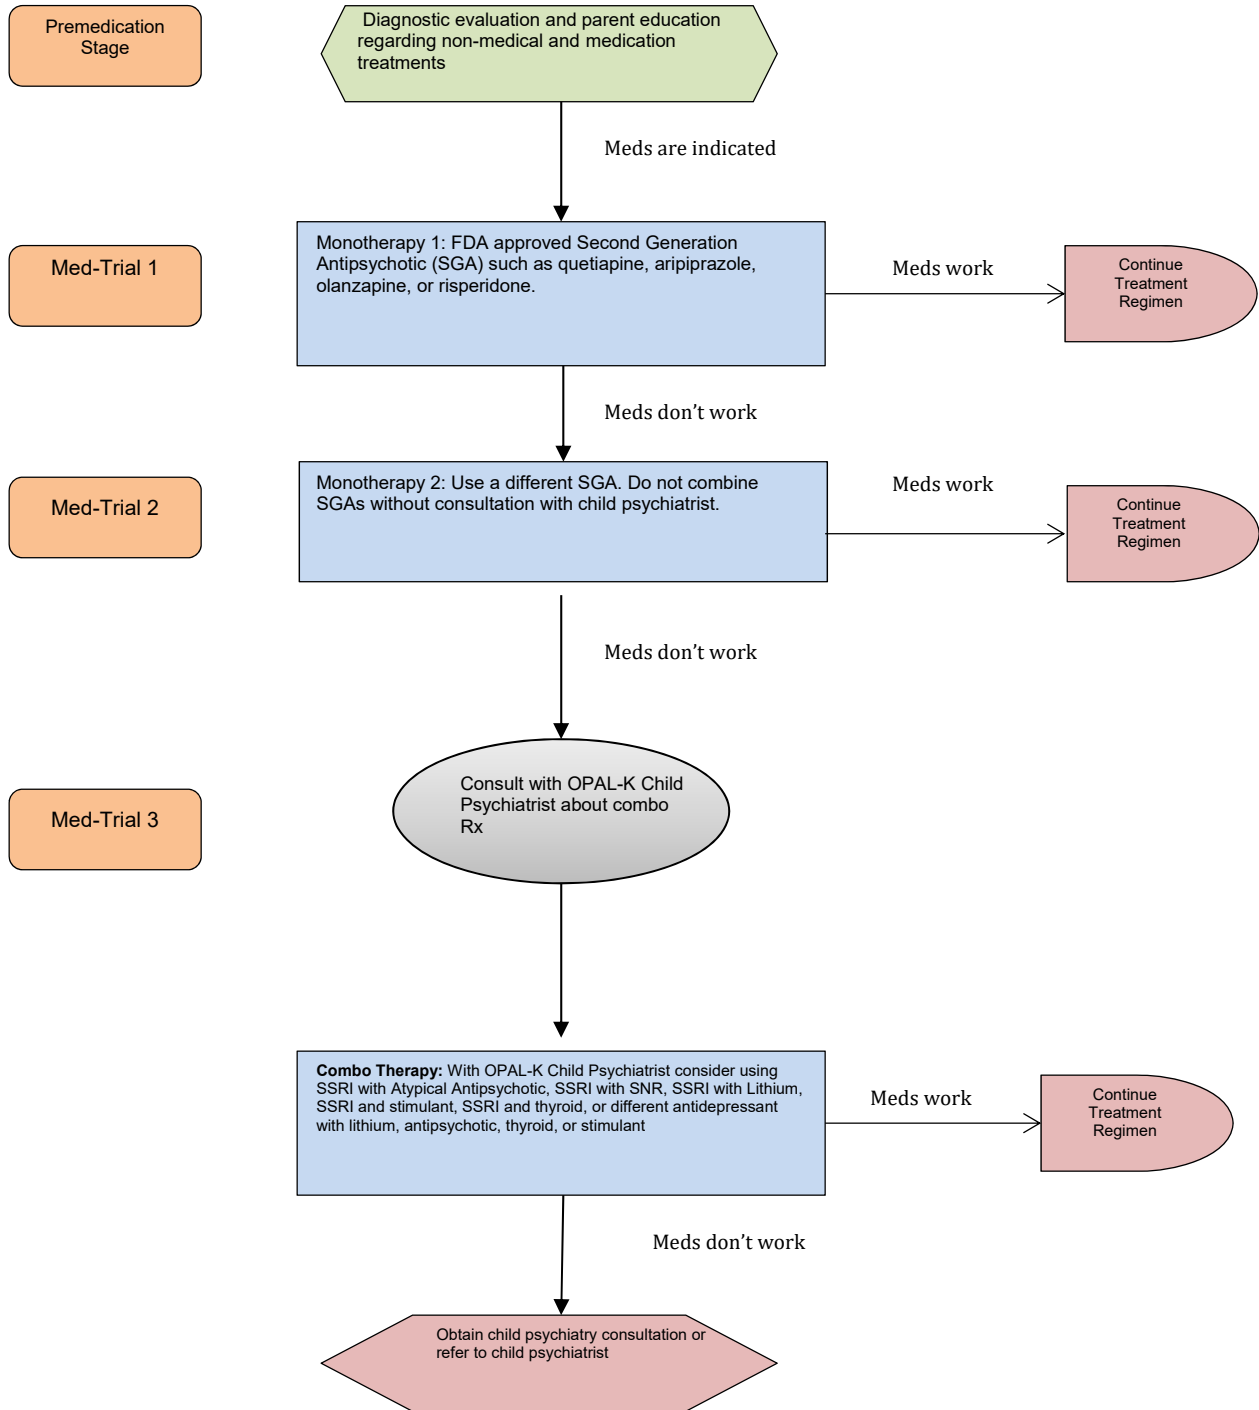 Premedication
Stage
Diagnostic evaluation and parent education
regarding non-medical and medication
treatments
Meds are indicated
Med-Trial 1
Monotherapy 1: FDA approved Second Generation
Antipsychotic (SGA) such as quetiapine, aripiprazole,
olanzapine, or risperidone.
Meds work
Continue
Treatment
Regimen
Meds don’t work
Med-Trial 2
Monotherapy 2: Use a different SGA. Do not combine
SGAs without consultation with child psychiatrist.
Meds work
Continue
Treatment
Regimen
Meds don’t work
Med-Trial 3
Consult with OPAL-K Child
Psychiatrist about combo
Rx
Combo Therapy: With OPAL-K Child Psychiatrist consider using
SSRI with Atypical Antipsychotic, SSRI with SNR, SSRI with Lithium,
SSRI and stimulant, SSRI and thyroid, or different antidepressant
with lithium, antipsychotic, thyroid, or stimulant
Meds work
Continue
Treatment
Regimen
Meds don’t work
Obtain child psychiatry consultation or
refer to child psychiatrist